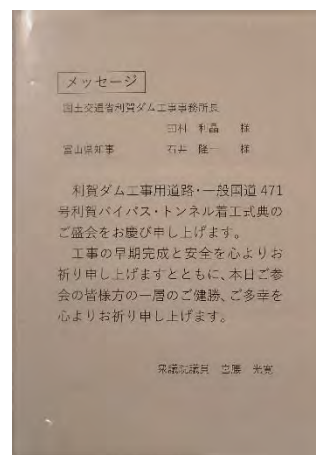 メッセージ
国土交通省利賀ダム工事事務所長
田村 利晶 様
富山県知事 石井 隆一 様
利賀ダム工事用道路・一般国道471
号利賀バイパス・トンネル着工式典の
ご盛会をお慶び申し上げます。
工事の早期完成と安全を心よりお
祈り申し上げますとともに、本日ご参
会の皆様方の一層のご健勝、ご多幸を
心よりお祈り申し上げます。
衆議院議員 宮腰 光寛